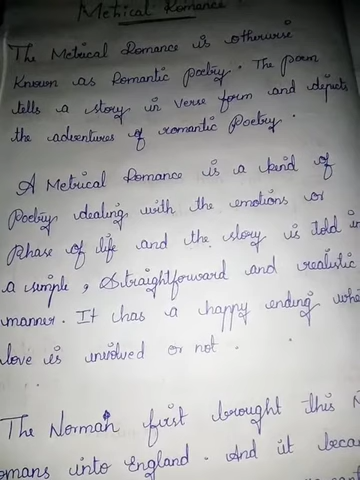 Metrical Romance
The Metrical Romance is otherwise
Known as Romantic Poetry. The poem
tells a story in verse form and depicts
the adventures of romantic Poetry.
A Metrical Romance is a kind of
Poetry dealing with the emotions or
Phase of life and the story is told in
a simple, Straightforward and realistic
manner. It has a happy ending whe
love is involved or not.
The Norman first brought this
omans into England. And it beca